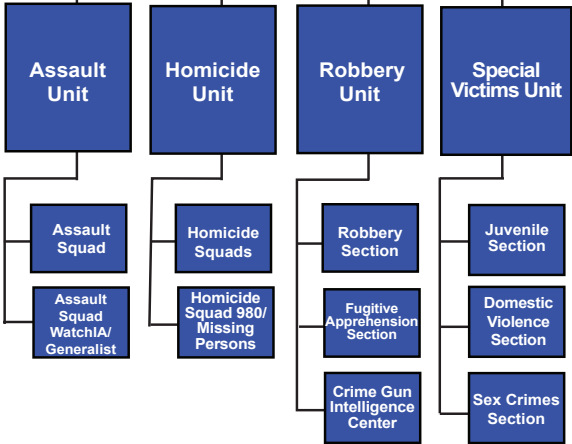 Assault
Unit
Homicide
Unit
Robbery
Unit
Special
Victims Unit
Assault
Squad
Homicide
Squads
Robbery
Section
Juvenile
Section
Assault
Squad
WatchIA/
Generalist
Homicide
Squad 980/
Missing
Persons
Fugitive
Apprehension
Section
Domestic
Violence
Section
Crime Gun
Intelligence
Center
Sex Crimes
Section